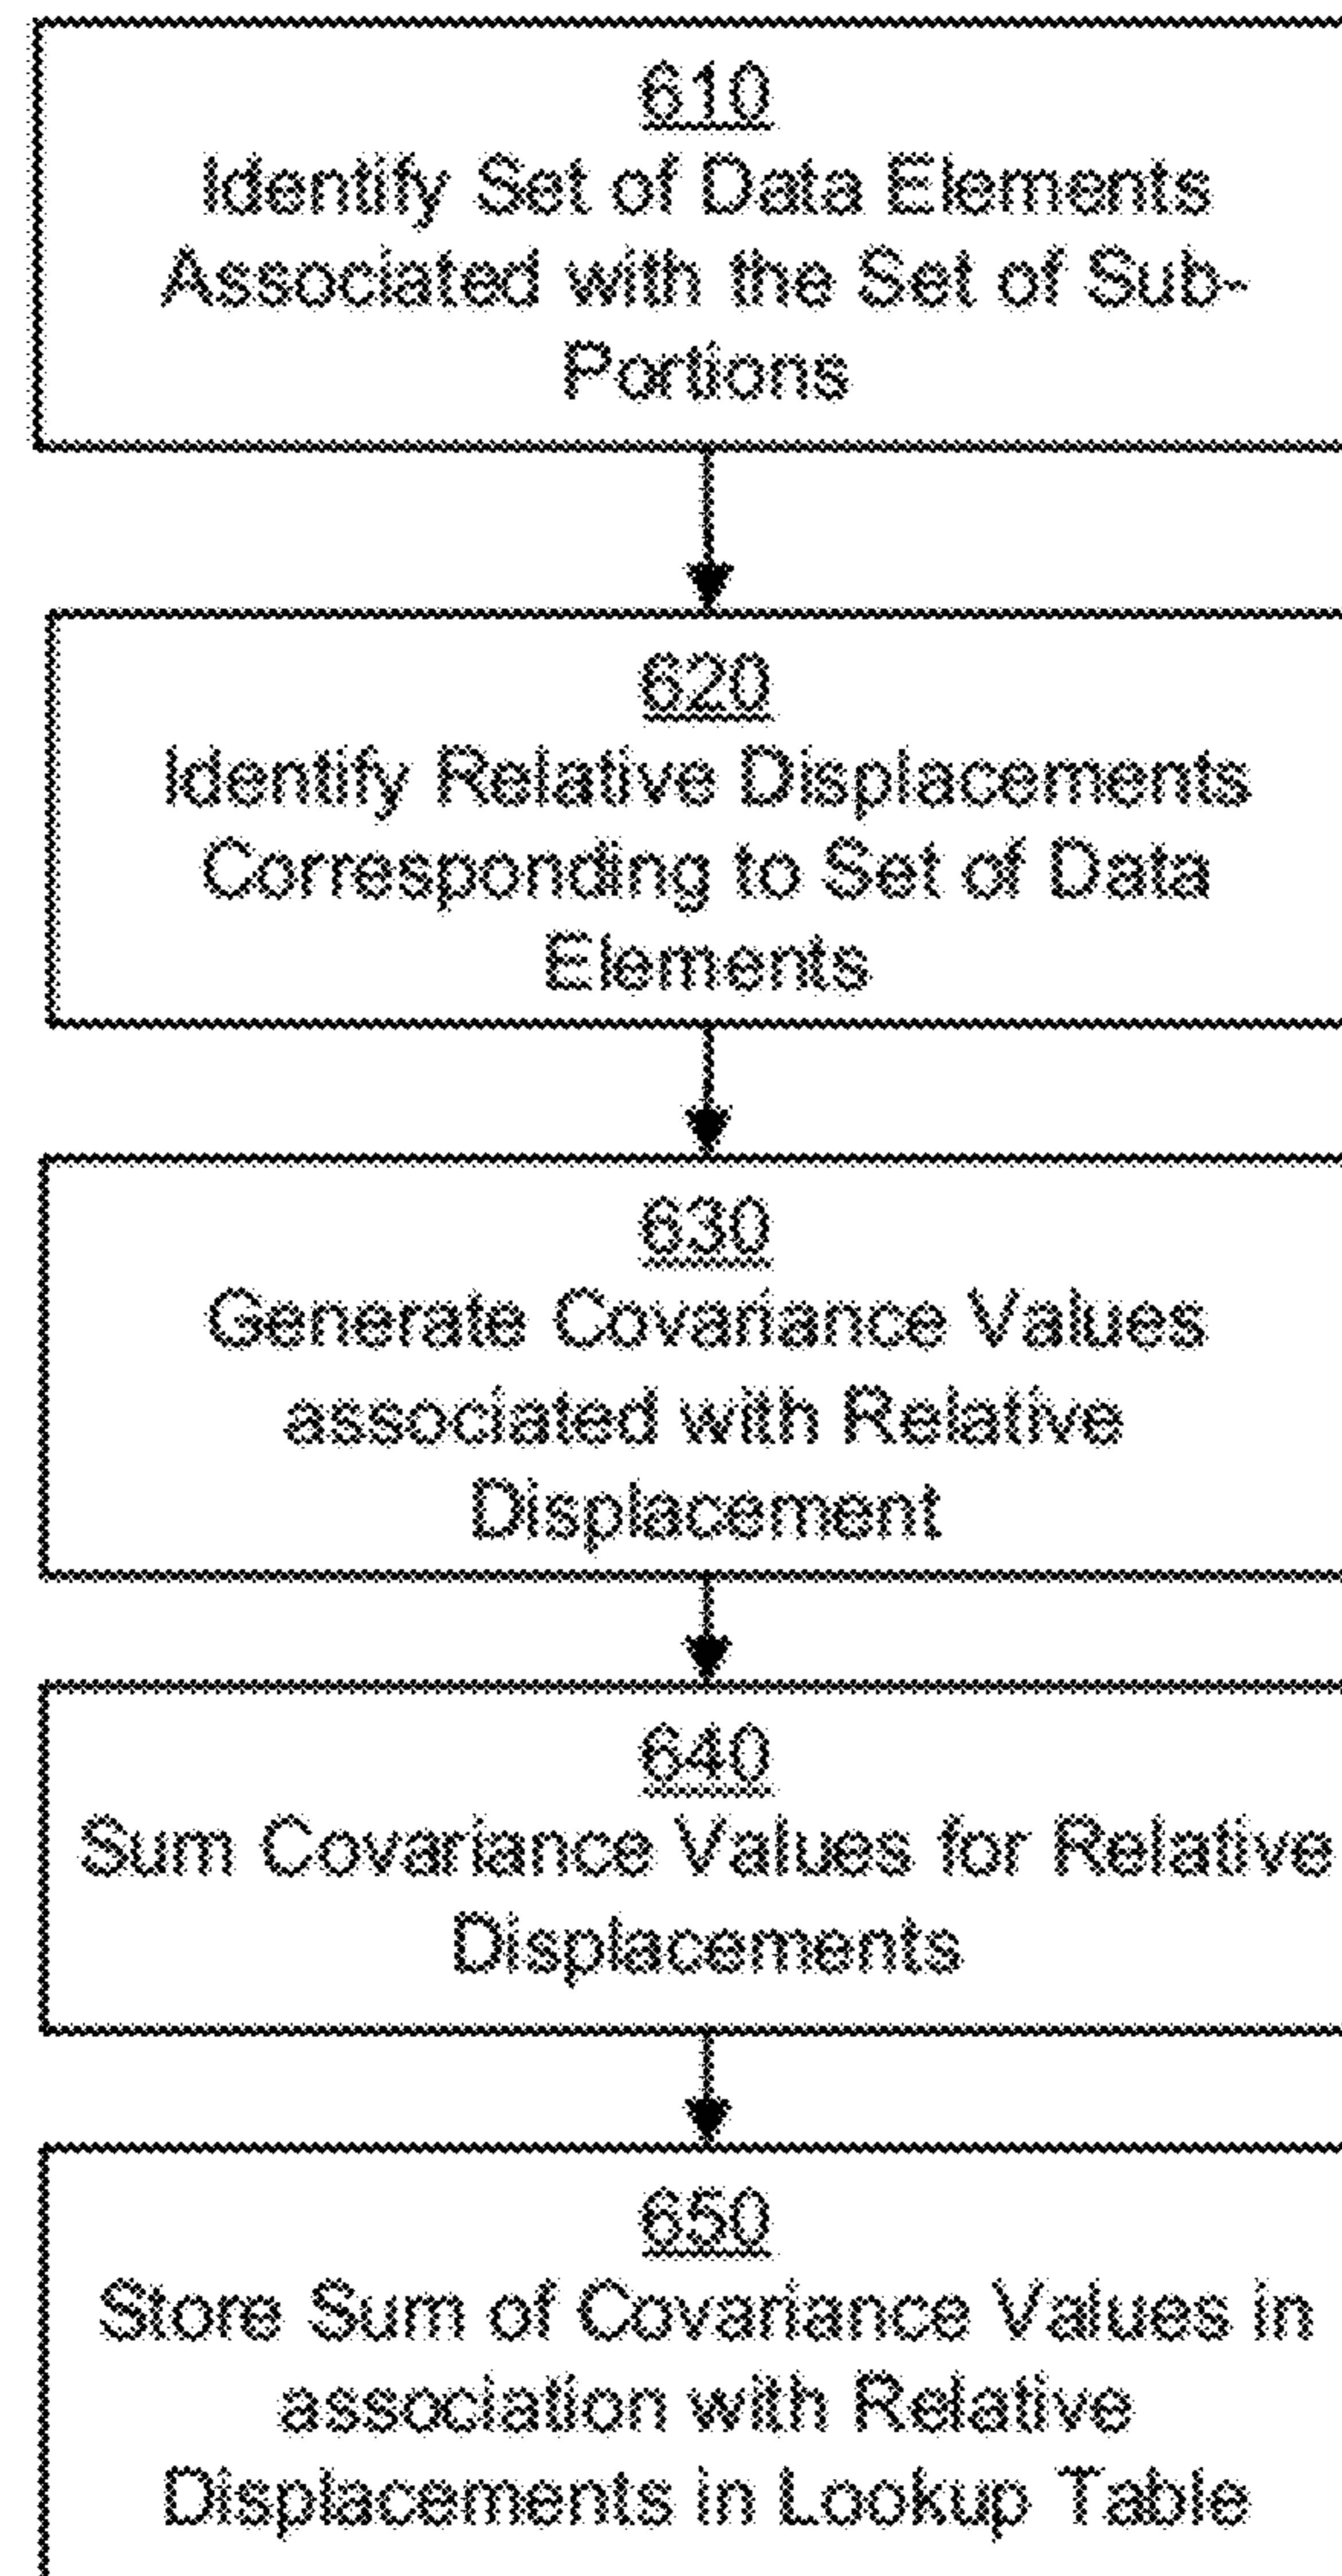 610
Identify Set of Data Elements
Associated with the Set of Sub-
Portions
620
Identify Relative Displacements
Corresponding to Set of Data
Elements
630
Generate Covariance Values
associated with Relative
Displacement
640
Sum Covariance Values for Relative
Displacements
650
Store Sum of Covariance Values in
association with Relative
Displacements in Lookup Table